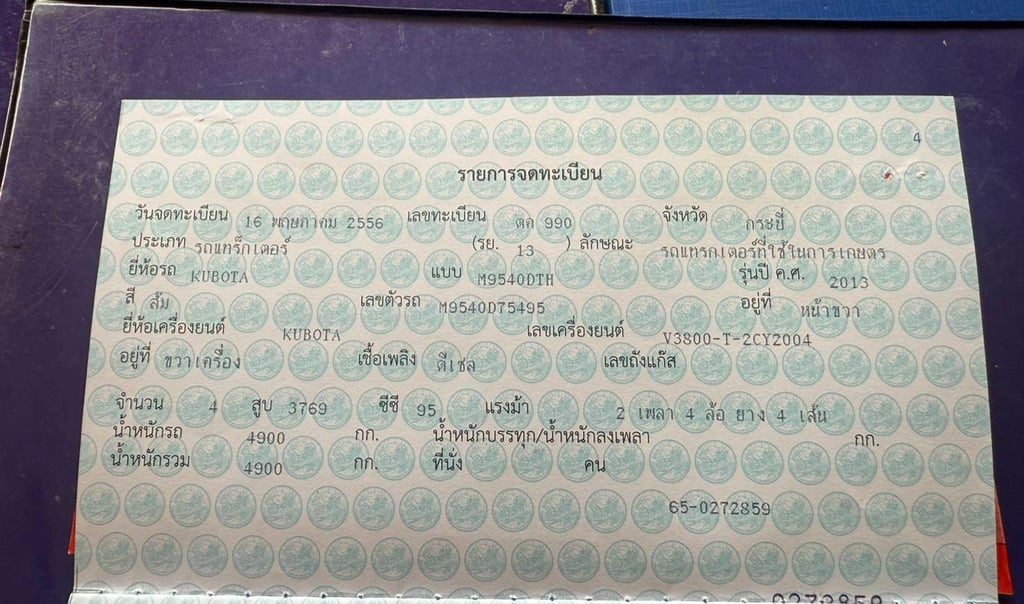 4
รายการจดทะเบียน
วันจดทะเบียน 16 พฤษภาคม 2556 เลขทะเบียน ตค 990 จังหวัด กระบี่
ประเภท รถแทร็กเตอร์ (รย. 13 ) ลักษณะ รถแทรกเตอร์ที่ใช้ในการเกษตร
ยี่ห้อรถ KUBOTA แบบ M9540DTH รุ่นปี ค.ศ. 2013
สี ส้ม เลขตัวรถ M9540D75495 อยู่ที่ หน้าขวา
ยี่ห้อเครื่องยนต์ KUBOTA เลขเครื่องยนต์ V3800-T-2CY2004
อยู่ที่ ขวาเครื่อง เชื้อเพลิง ดีเซล เลขถังแก๊ส
จำนวน 4 สูบ 3769 ซีซี 95 แรงม้า 2 เพลา 4 ล้อ ยาง 4 เส้น
น้ำหนักรถ 4900 กก. น้ำหนักบรรทุก/น้ำหนักลงเพลา กก.
น้ำหนักรวม 4900 กก. ที่นั่ง คน
65-0272859
0272859